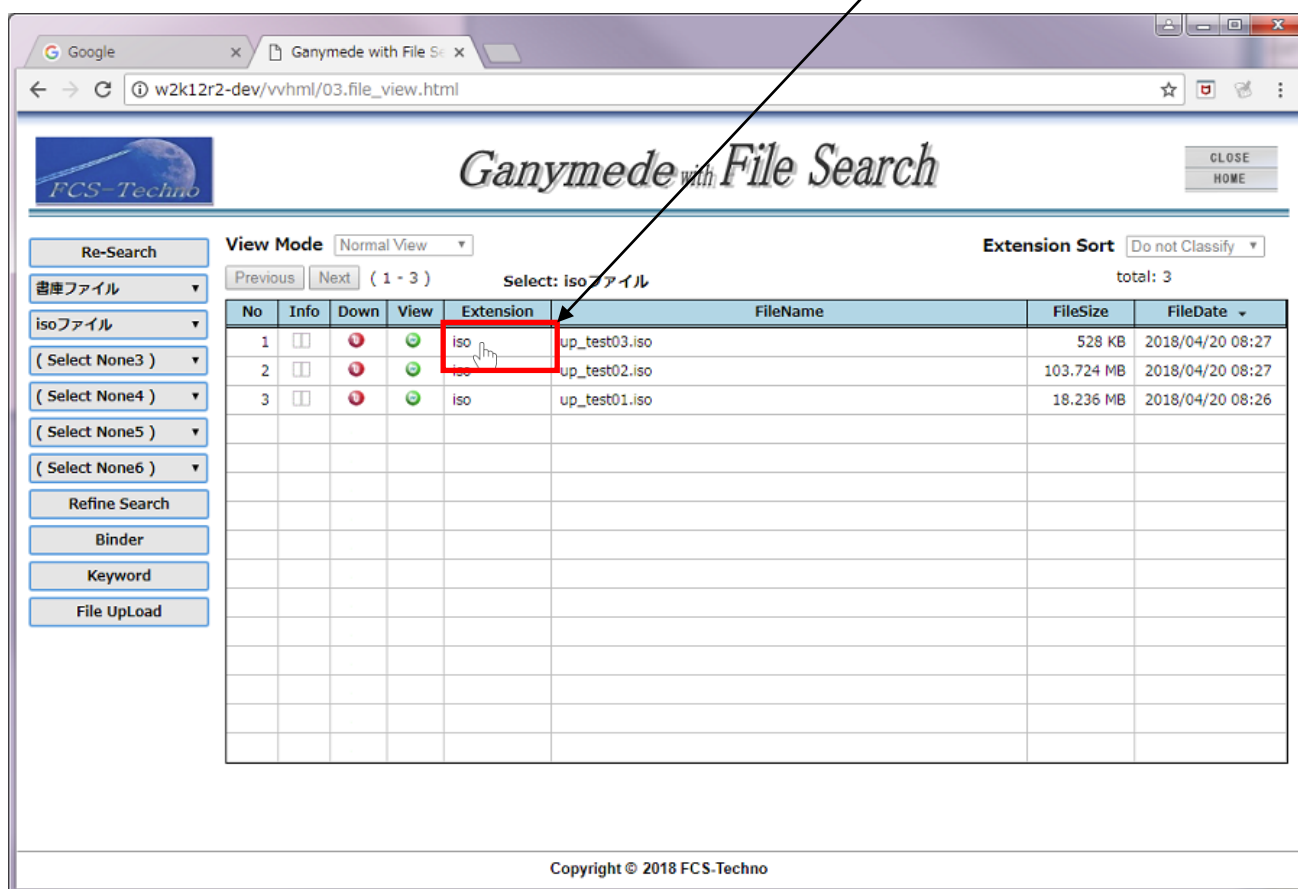 Google
Ganymede with File Se
w2k12r2-dev/vvhml/03.file_view.html
FCS-Techno
Ganymede with File Search
CLOSE
HOME
Re-Search
書庫ファイル
isoファイル
( Select None3 )
( Select None4 )
( Select None5 )
( Select None6 )
Refine Search
Binder
Keyword
File UpLoad
View Mode Normal View
Extension Sort Do not Classify
Previous Next ( 1 - 3 ) Select: isoファイル total: 3
No Info Down View Extension FileName FileSize FileDate
1 iso up_test03.iso 528 KB 2018/04/20 08:27
2 iso up_test02.iso 103.724 MB 2018/04/20 08:27
3 iso up_test01.iso 18.236 MB 2018/04/20 08:26
Copyright © 2018 FCS-Techno